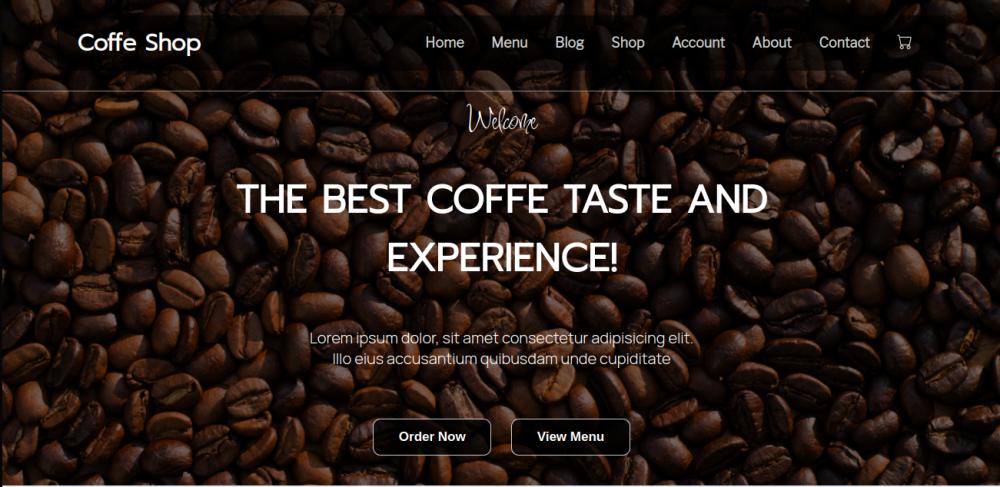 Coffe Shop
Home Menu Blog Shop Account About Contact
Welcome
THE BEST COFFE TASTE AND
EXPERIENCE!
Lorem ipsum dolor, sit amet consectetur adipisicing elit.
Illo eius accusantium quibusdam unde cupiditate
Order Now View Menu